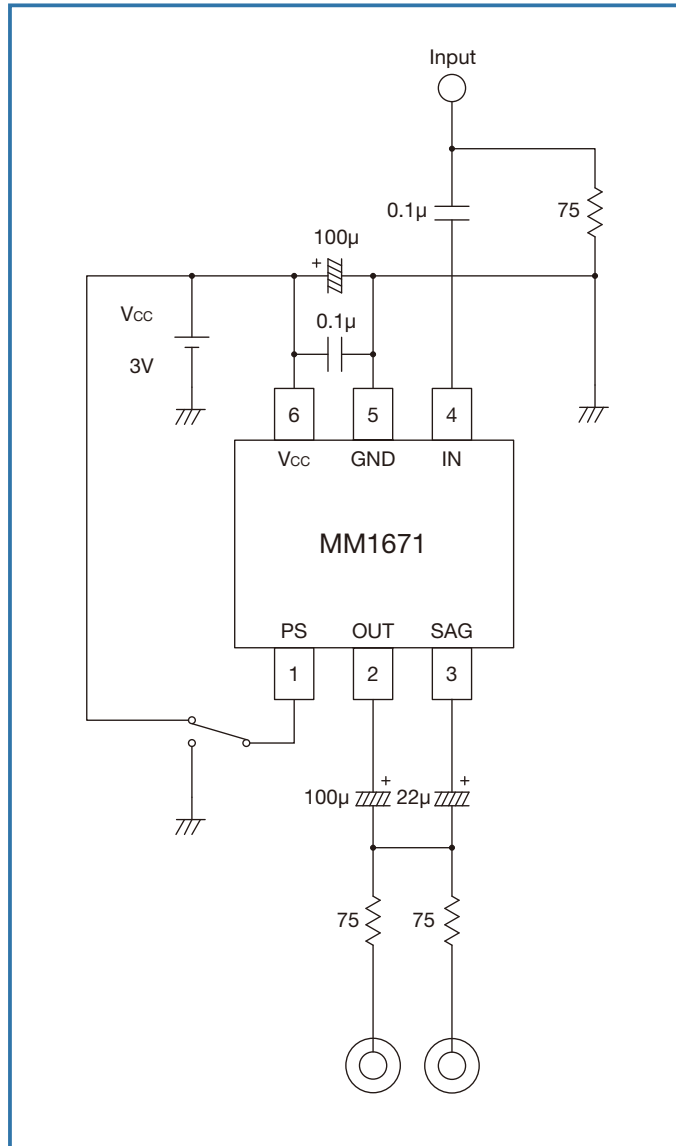 Input
0.1µ
75
100µ
+
VCC
0.1µ
3V
6
5
4
VCC
GND
IN
MM1671
PS
OUT
SAG
1
2
3
+
+
100µ
22µ
75
75